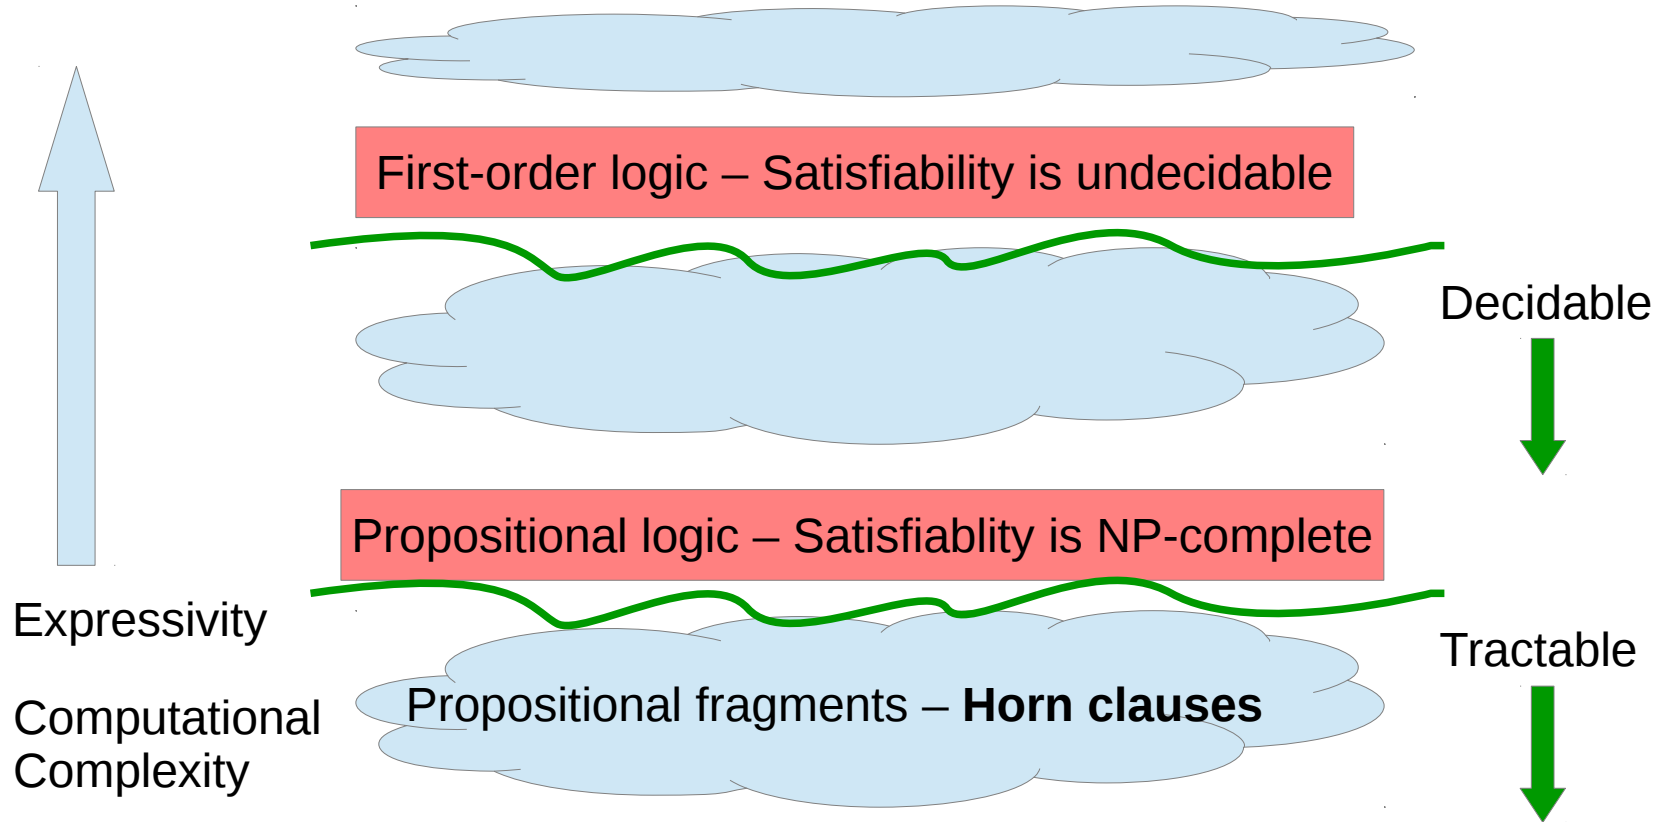 First-order logic – Satisfiability is undecidable
Decidable
Propositional logic – Satisfiablity is NP-complete
Expressivity
Tractable
Propositional fragments – Horn clauses
Computational
Complexity